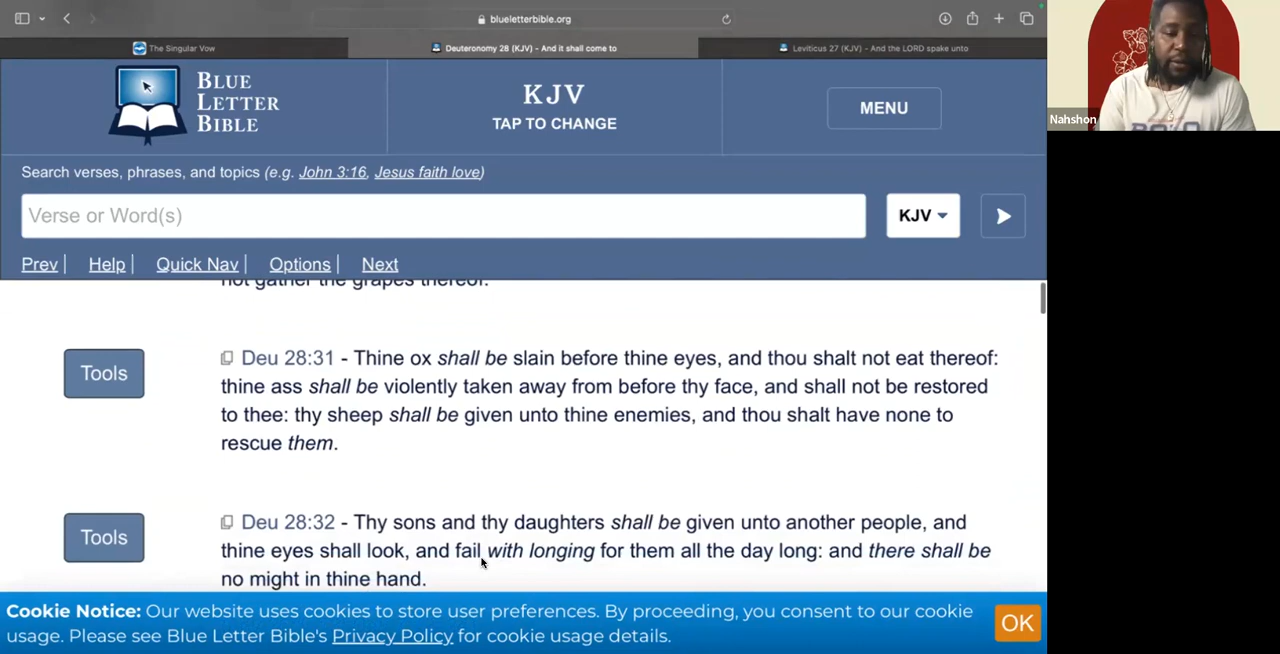 blueletterbible.org
The Singular Vow
Deuteronomy 28 (KJV) - And it shall come to
Leviticus 27 (KJV) - And the LORD spake unto
BLUE
LETTER
BIBLE
KJV
TAP TO CHANGE
MENU
Nahshon
Search verses, phrases, and topics (e.g. John 3:16, Jesus faith love)
Verse or Word(s)
KJV
Prev | Help | Quick Nav | Options | Next
not gather the grapes thereof.
Tools
Deu 28:31 - Thine ox shall be slain before thine eyes, and thou shalt not eat thereof:
thine ass shall be violently taken away from before thy face, and shall not be restored
to thee: thy sheep shall be given unto thine enemies, and thou shalt have none to
rescue them.
Tools
Deu 28:32 - Thy sons and thy daughters shall be given unto another people, and
thine eyes shall look, and fail with longing for them all the day long: and there shall be
no might in thine hand.
Cookie Notice: Our website uses cookies to store user preferences. By proceeding, you consent to our cookie
usage. Please see Blue Letter Bible's Privacy Policy for cookie usage details.
OK